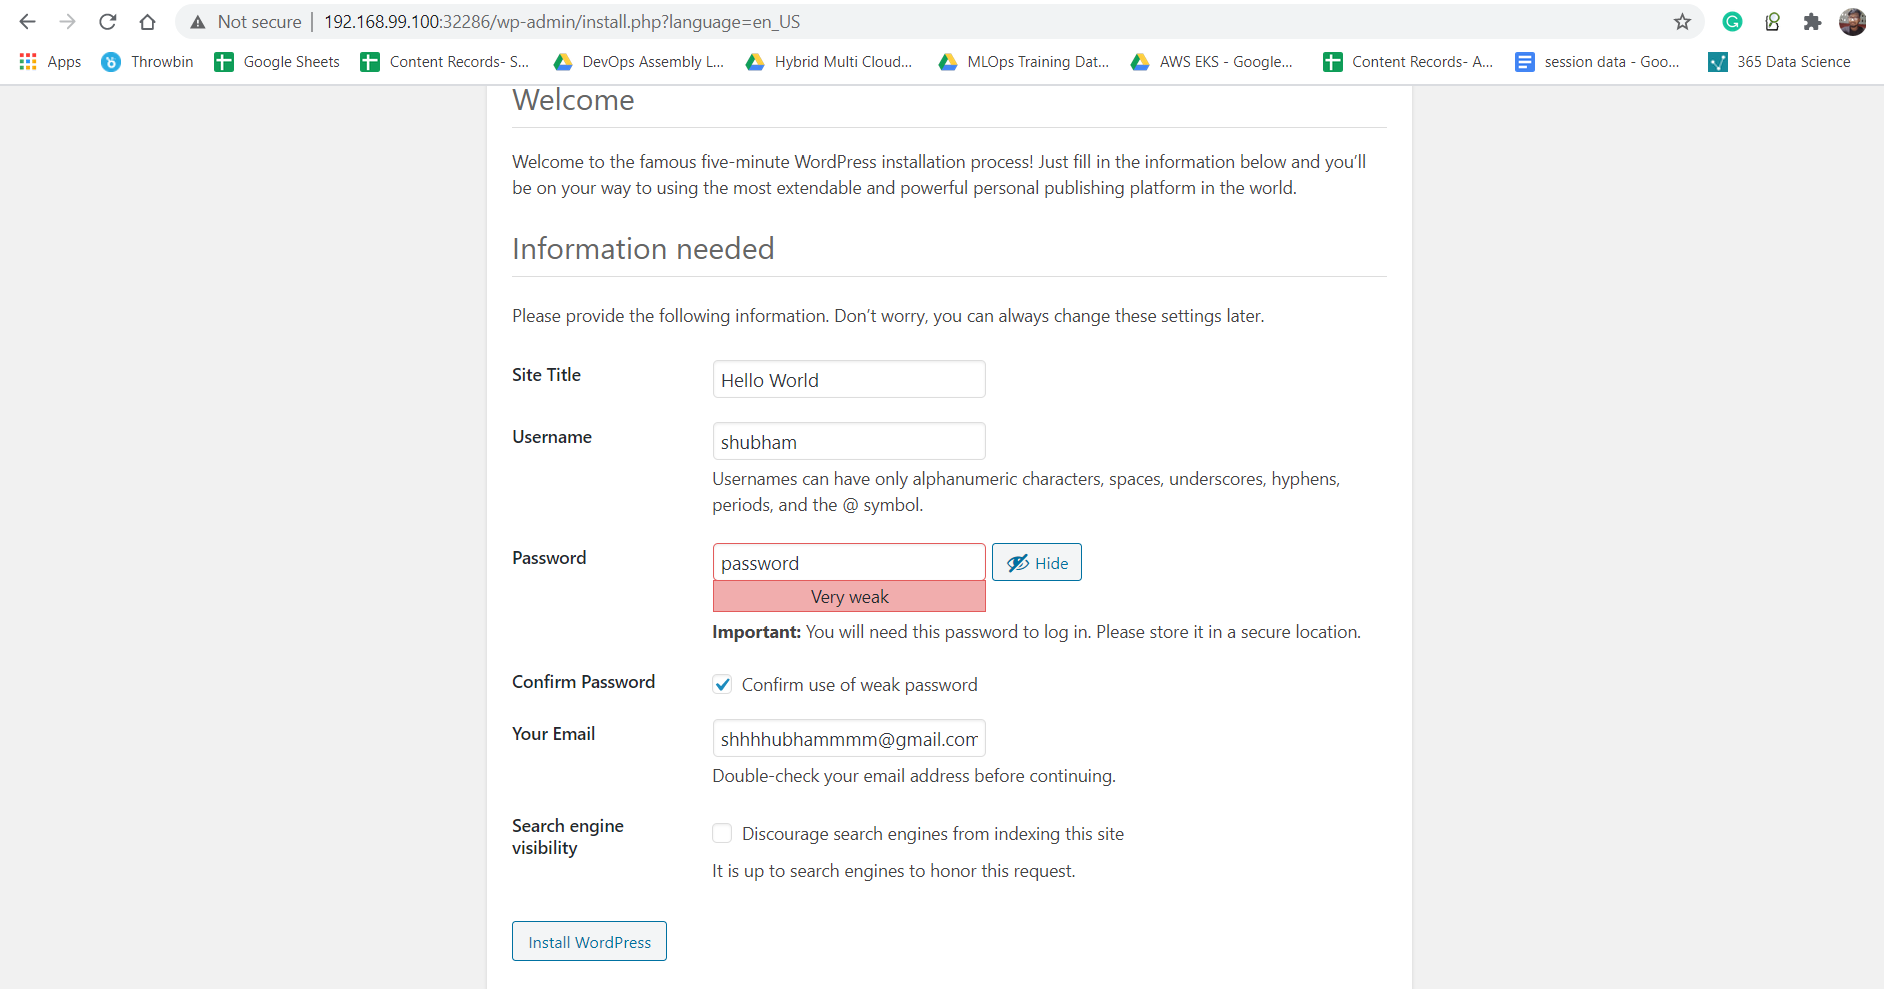 Not secure | 192.168.99.100:32286/wp-admin/install.php?language=en_US
Apps Throwbin Google Sheets Content Records- S... DevOps Assembly L... Hybrid Multi Cloud... MLOps Training Dat... AWS EKS - Google... Content Records- A... session data - Goo... 365 Data Science
Welcome
Welcome to the famous five-minute WordPress installation process! Just fill in the information below and you’ll
be on your way to using the most extendable and powerful personal publishing platform in the world.
Information needed
Please provide the following information. Don’t worry, you can always change these settings later.
Site Title Hello World
Username shubham
Usernames can have only alphanumeric characters, spaces, underscores, hyphens,
periods, and the @ symbol.
Password password Hide
Very weak
Important: You will need this password to log in. Please store it in a secure location.
Confirm Password Confirm use of weak password
Your Email shhhhubhammmm@gmail.com
Double-check your email address before continuing.
Search engine
visibility
Discourage search engines from indexing this site
It is up to search engines to honor this request.
Install WordPress